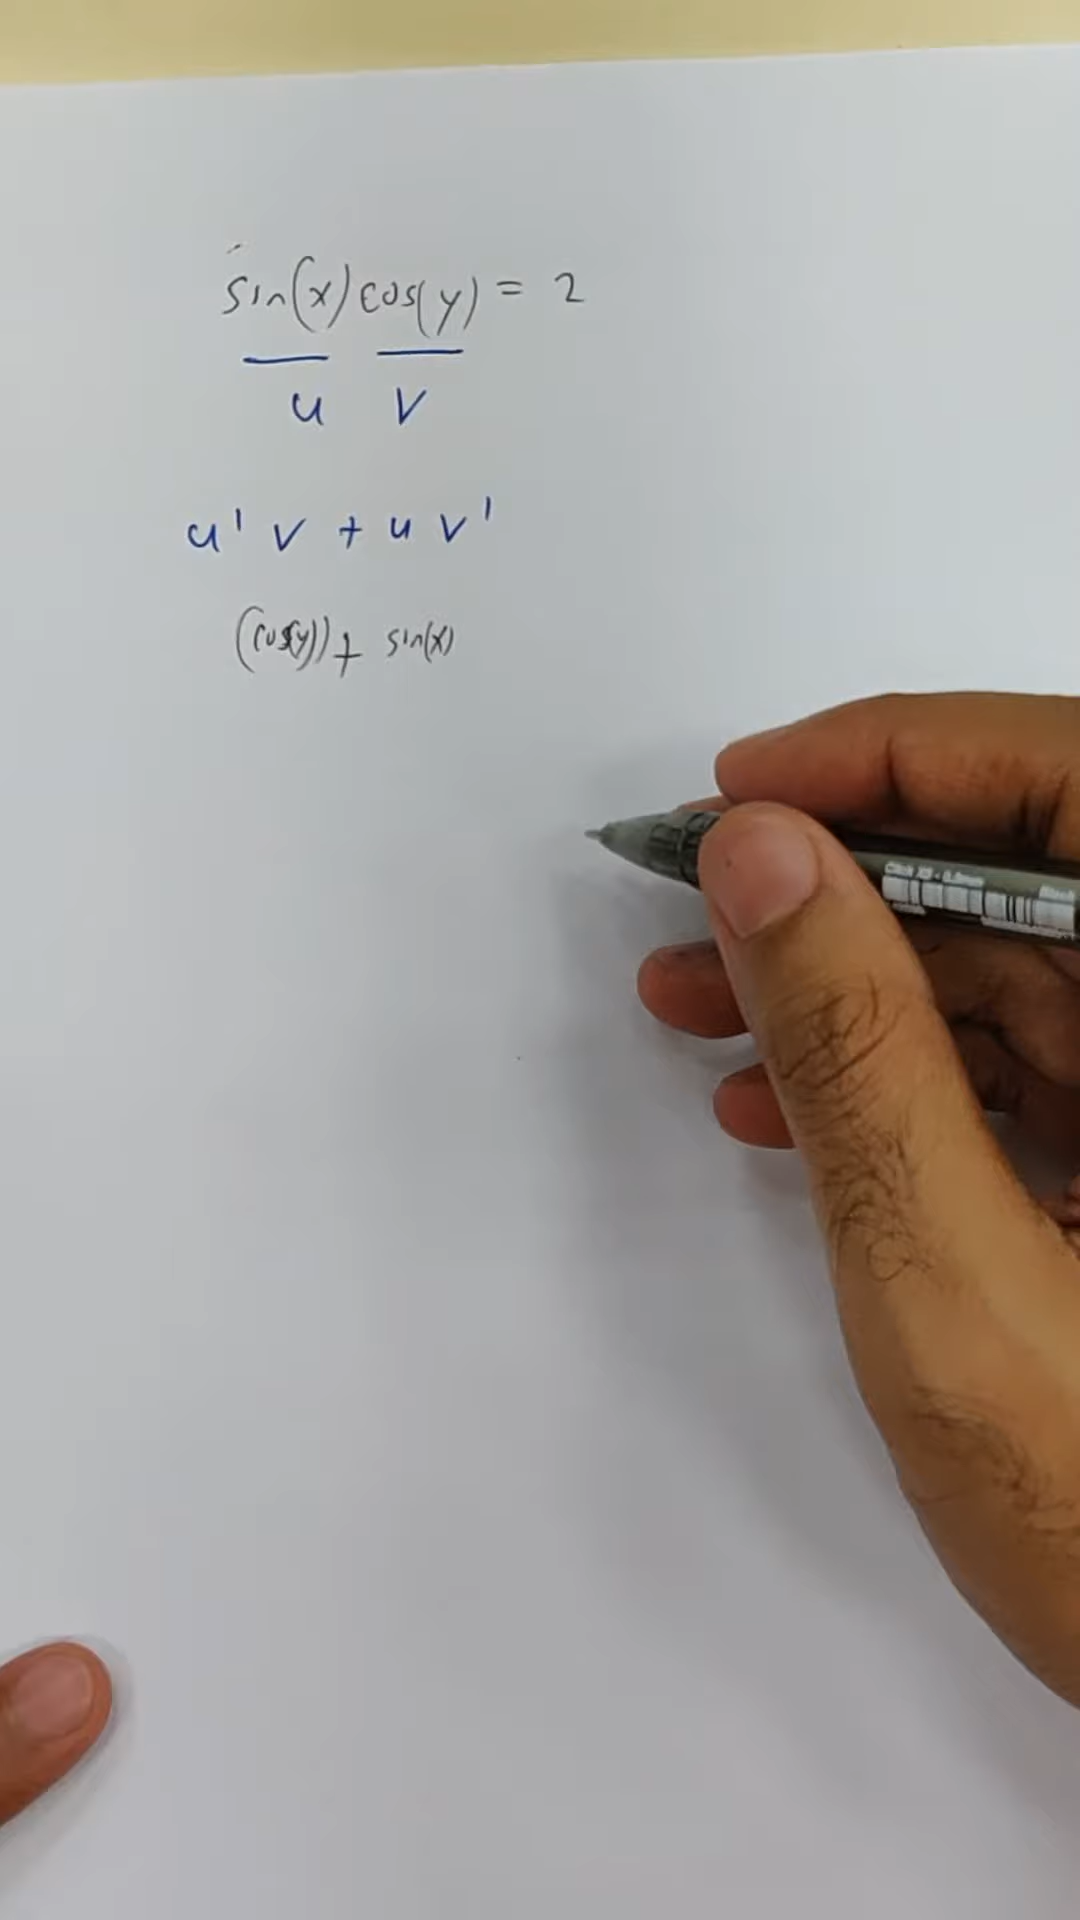 sin(x) cos(y) = 2
u v
u' v + u v'
(cos(y)) + sin(x)